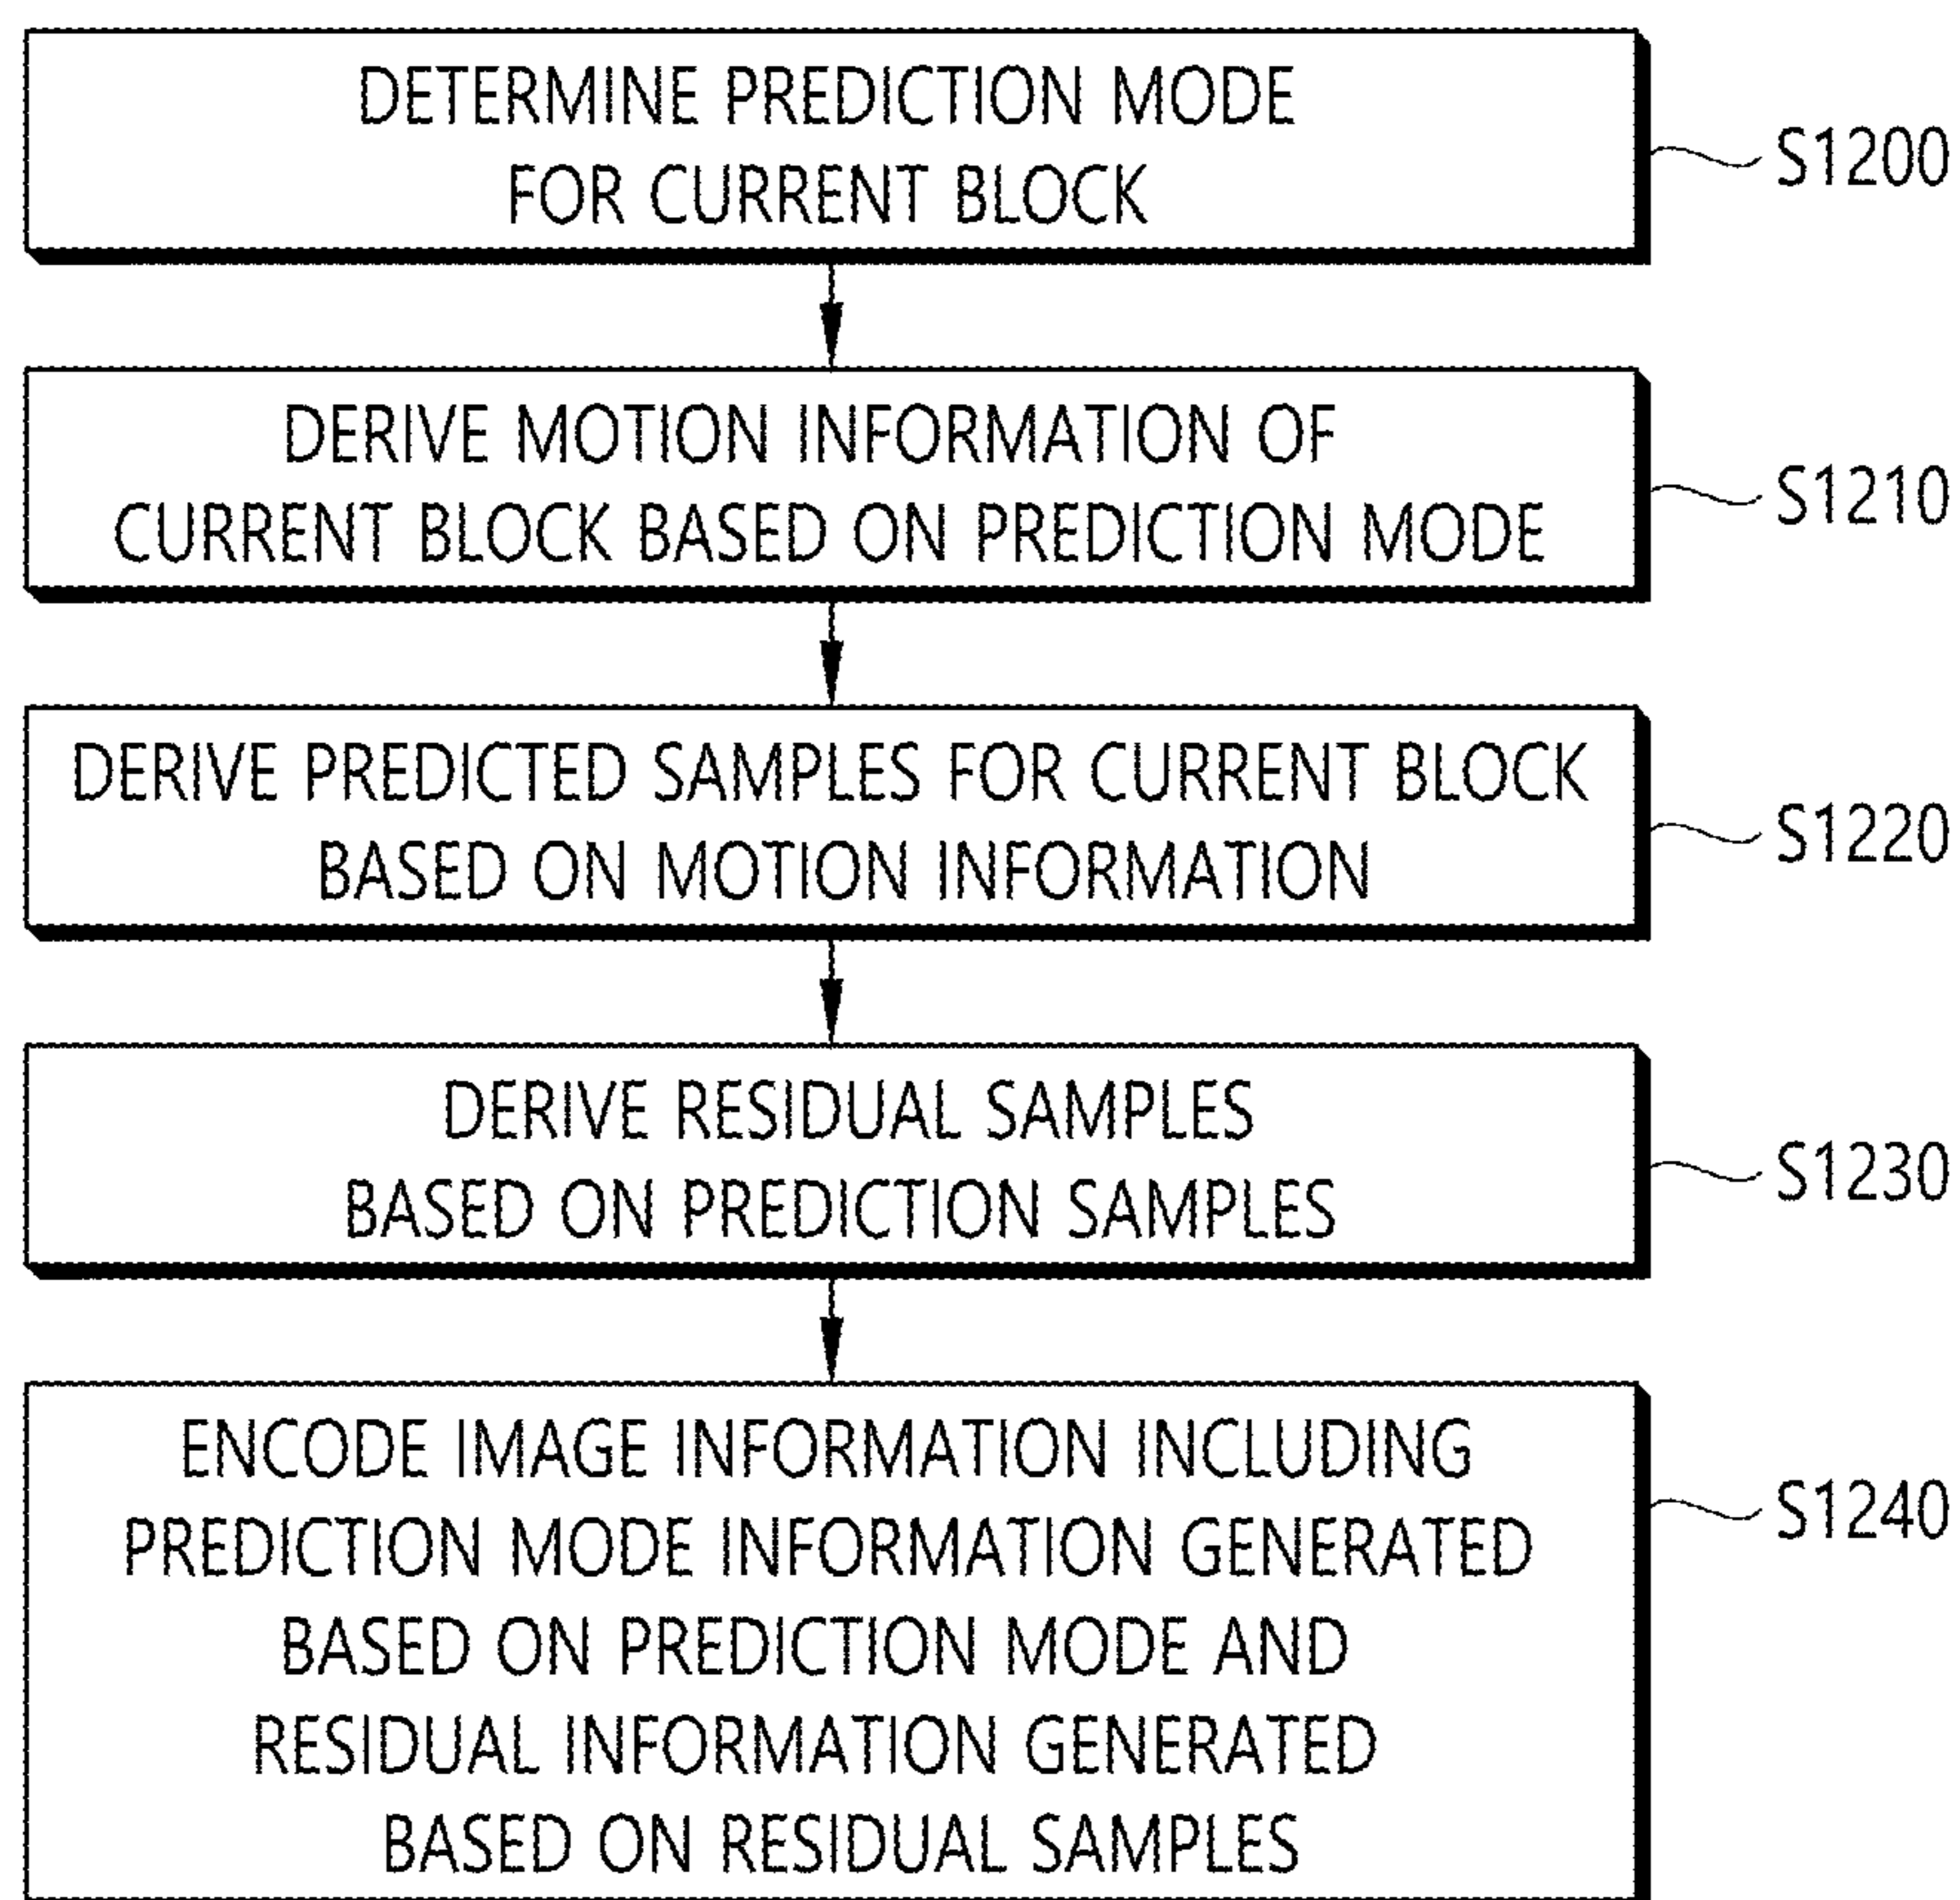 DETERMINE PREDICTION MODE
FOR CURRENT BLOCK
S1200
DERIVE MOTION INFORMATION OF
CURRENT BLOCK BASED ON PREDICTION MODE
S1210
DERIVE PREDICTED SAMPLES FOR CURRENT BLOCK
BASED ON MOTION INFORMATION
S1220
DERIVE RESIDUAL SAMPLES
BASED ON PREDICTION SAMPLES
S1230
ENCODE IMAGE INFORMATION INCLUDING
PREDICTION MODE INFORMATION GENERATED
BASED ON PREDICTION MODE AND
RESIDUAL INFORMATION GENERATED
BASED ON RESIDUAL SAMPLES
S1240